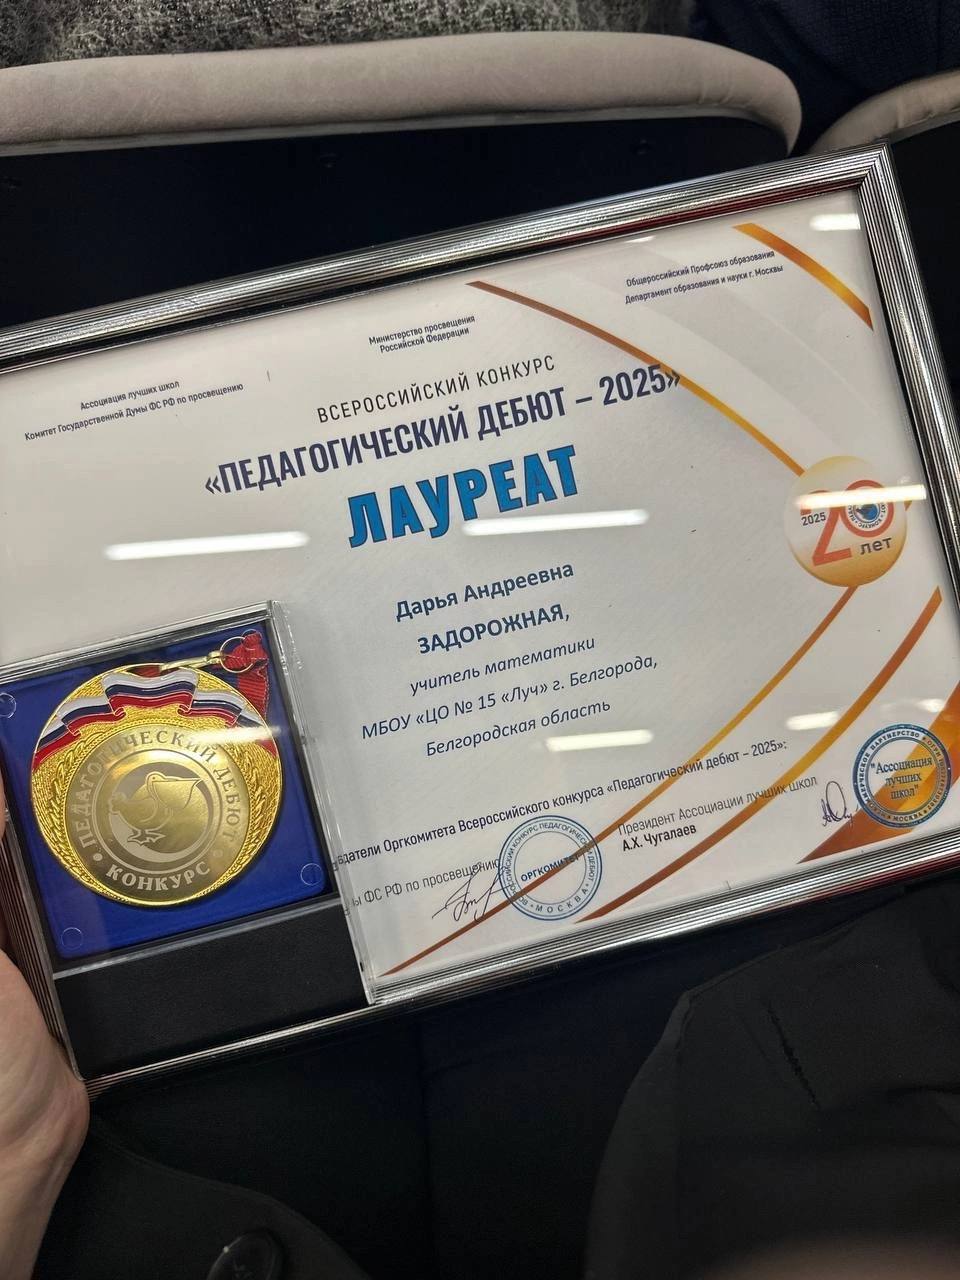 Ассоциация лучших школ
Комитет Государственной Думы ФС РФ по просвещению
Министерство просвещения
Российской Федерации
Общероссийский Профсоюз образования
Департамент образования и науки г. Москвы
ВСЕРОССИЙСКИЙ КОНКУРС
«ПЕДАГОГИЧЕСКИЙ ДЕБЮТ – 2025»
ЛАУРЕАТ
2025
20
лет
Дарья Андреевна
ЗАДОРОЖНАЯ,
учитель математики
МБОУ «ЦО № 15 «Луч» г. Белгорода,
Белгородская область
ПЕДАГОГИЧЕСКИЙ ДЕБЮТ
КОНКУРС
Оргкомитета Всероссийского конкурса «Педагогический дебют – 2025»:
ФС РФ по просвещению
ОРГКОМИТЕТ
МОСКВА
Президент Ассоциации лучших школ
А.Х. Чугалаев
"Ассоциация
лучших
школ"
МОСКВА